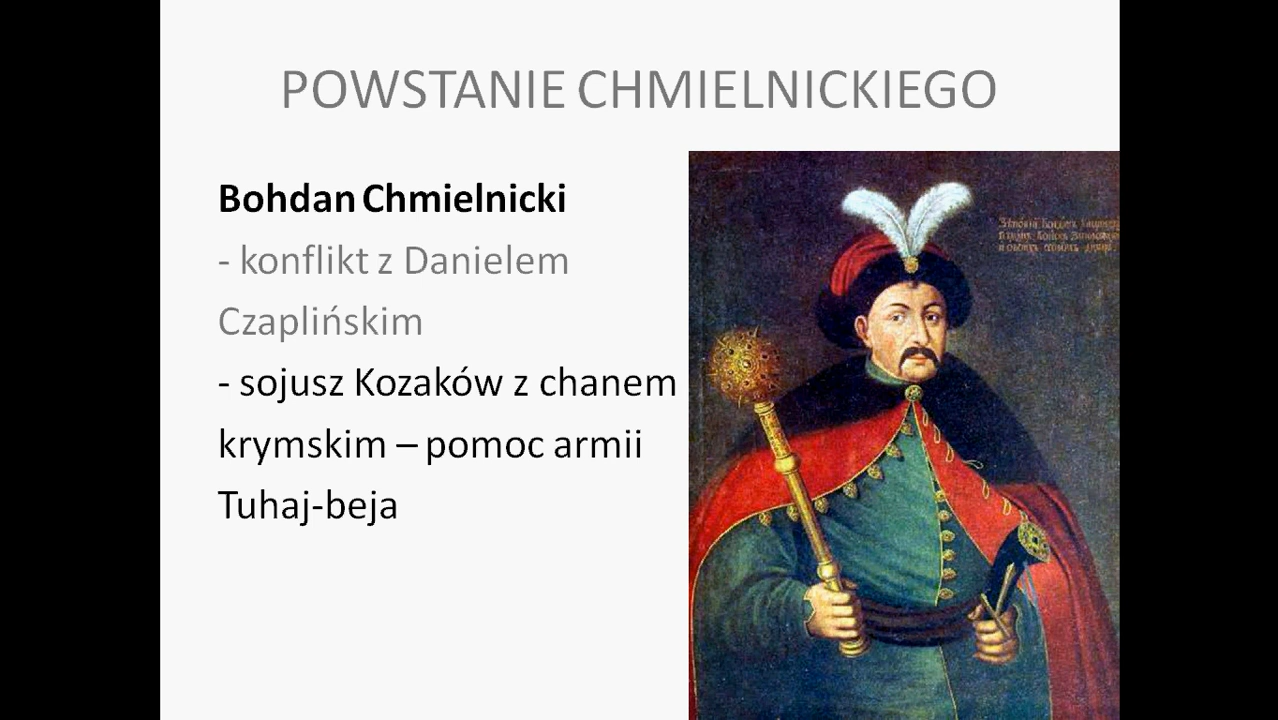 POWSTANIE CHMIELNICKIEGO
Bohdan Chmielnicki
- konflikt z Danielem
Czaplińskim
- sojusz Kozaków z chanem
krymskim – pomoc armii
Tuhaj-beja